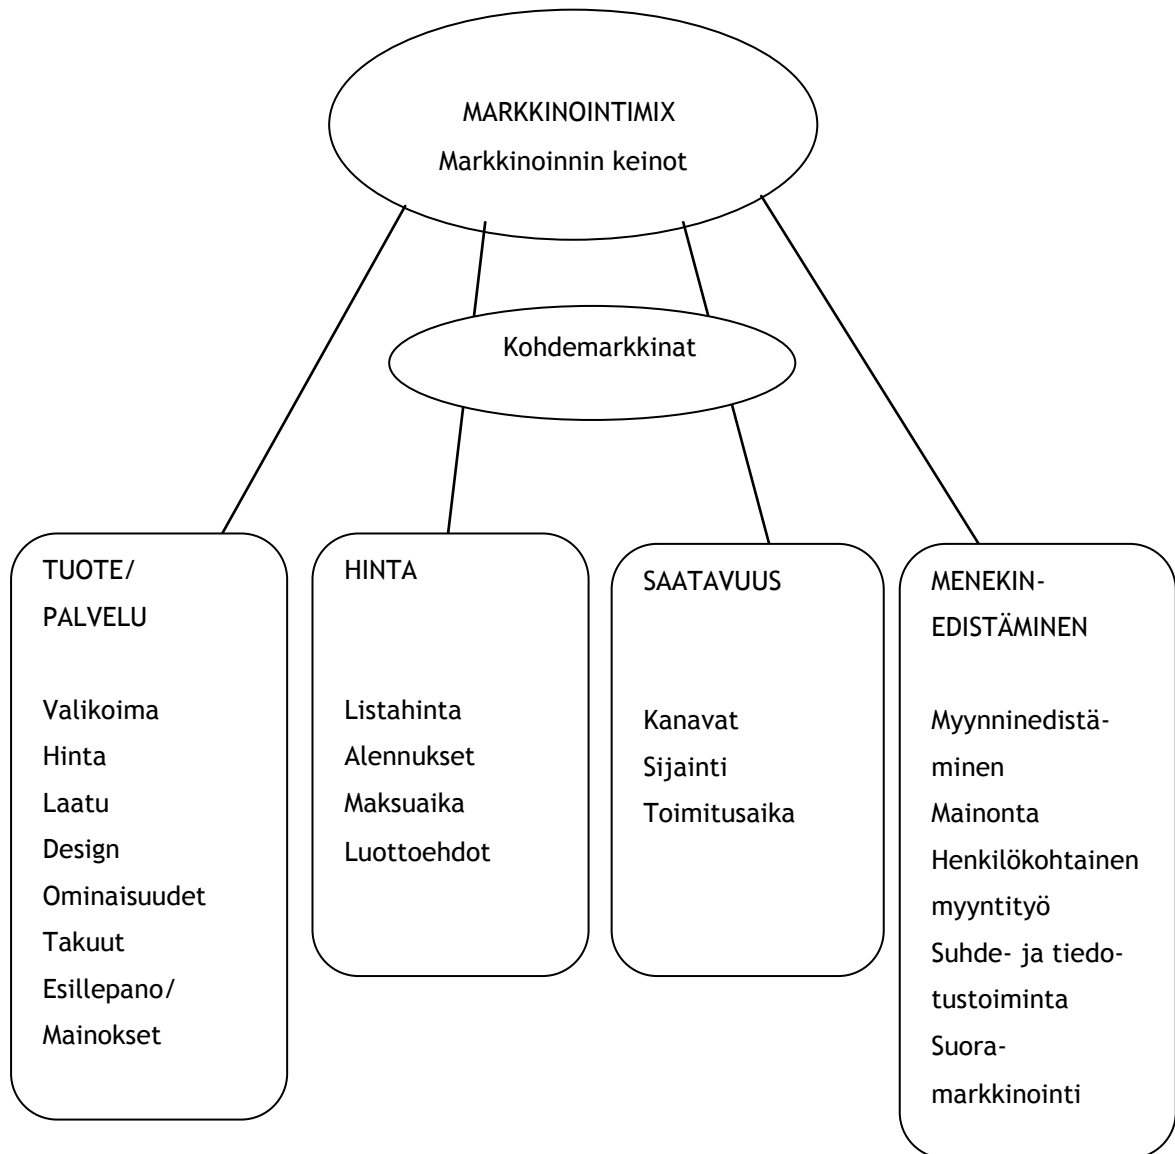 MARKKINOINTIMIX
Markkinoinnin keinot
Kohdemarkkinat
TUOTE/
PALVELU
Valikoima
Hinta
Laatu
Design
Ominaisuudet
Takuut
Esillepano/
Mainokset
HINTA
Listahinta
Alennukset
Maksuaika
Luottoehdot
SAATAVUUS
Kanavat
Sijainti
Toimitusaika
MENEKIN-
EDISTÄMINEN
Myynninedistä-
minen
Mainonta
Henkilökohtainen
myyntityö
Suhde- ja tiedo-
tustoiminta
Suora-
markkinointi